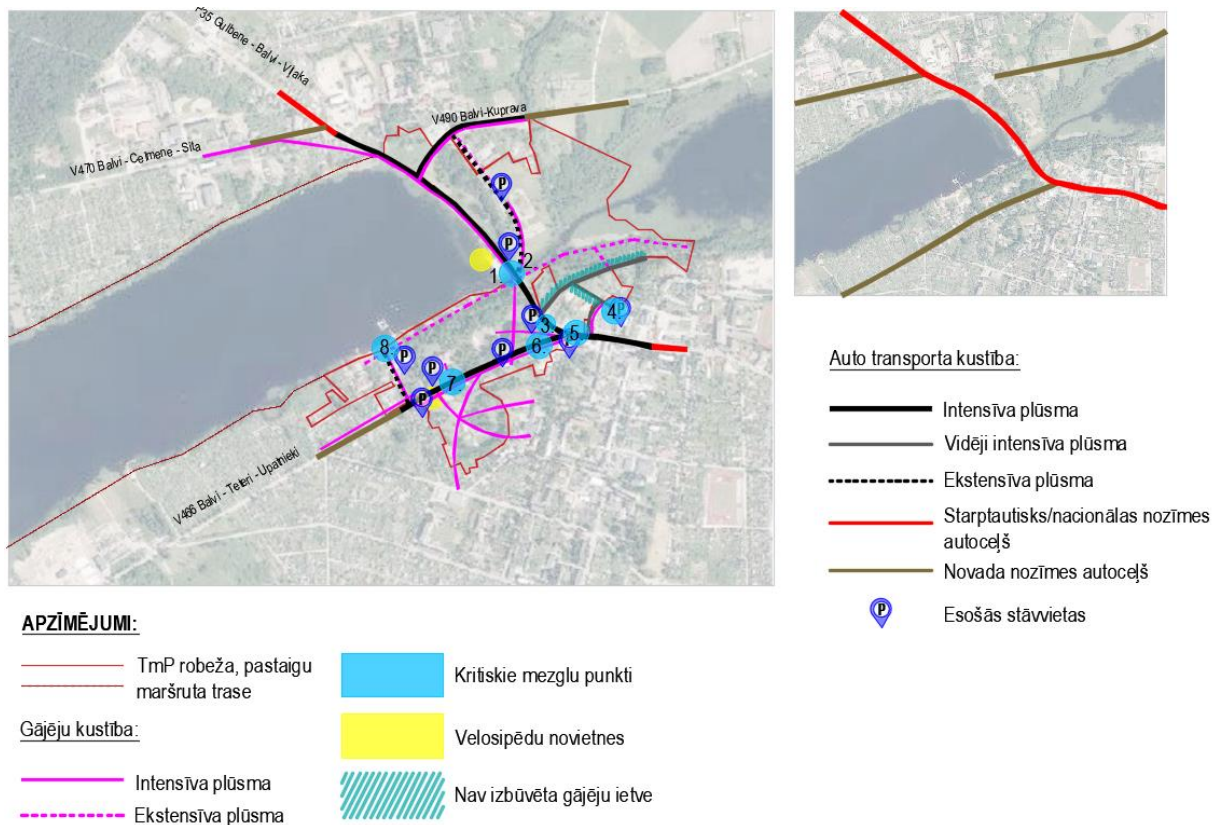 P35 Gulbene - Balvi - Viļaka
V490 Balvi-Kuprava
V470 Balvi - Celmene - Sita
P
P
2.
1.
P
3.
4.
P
5.
P
6.
P
8.
P
P
7.
P
V466 Balvi - Teteri - Upatnieki
Auto transporta kustība:
Intensīva plūsma
Vidēji intensīva plūsma
Ekstensīva plūsma
Starptautisks/nacionālas nozīmes
autoceļš
Novada nozīmes autoceļš
P
Esošās stāvvietas
APZĪMĒJUMI:
TmP robeža, pastaigu
maršruta trase
Gājēju kustība:
Intensīva plūsma
Ekstensīva plūsma
Kritiskie mezglu punkti
Velosipēdu novietnes
Nav izbūvēta gājēju ietve